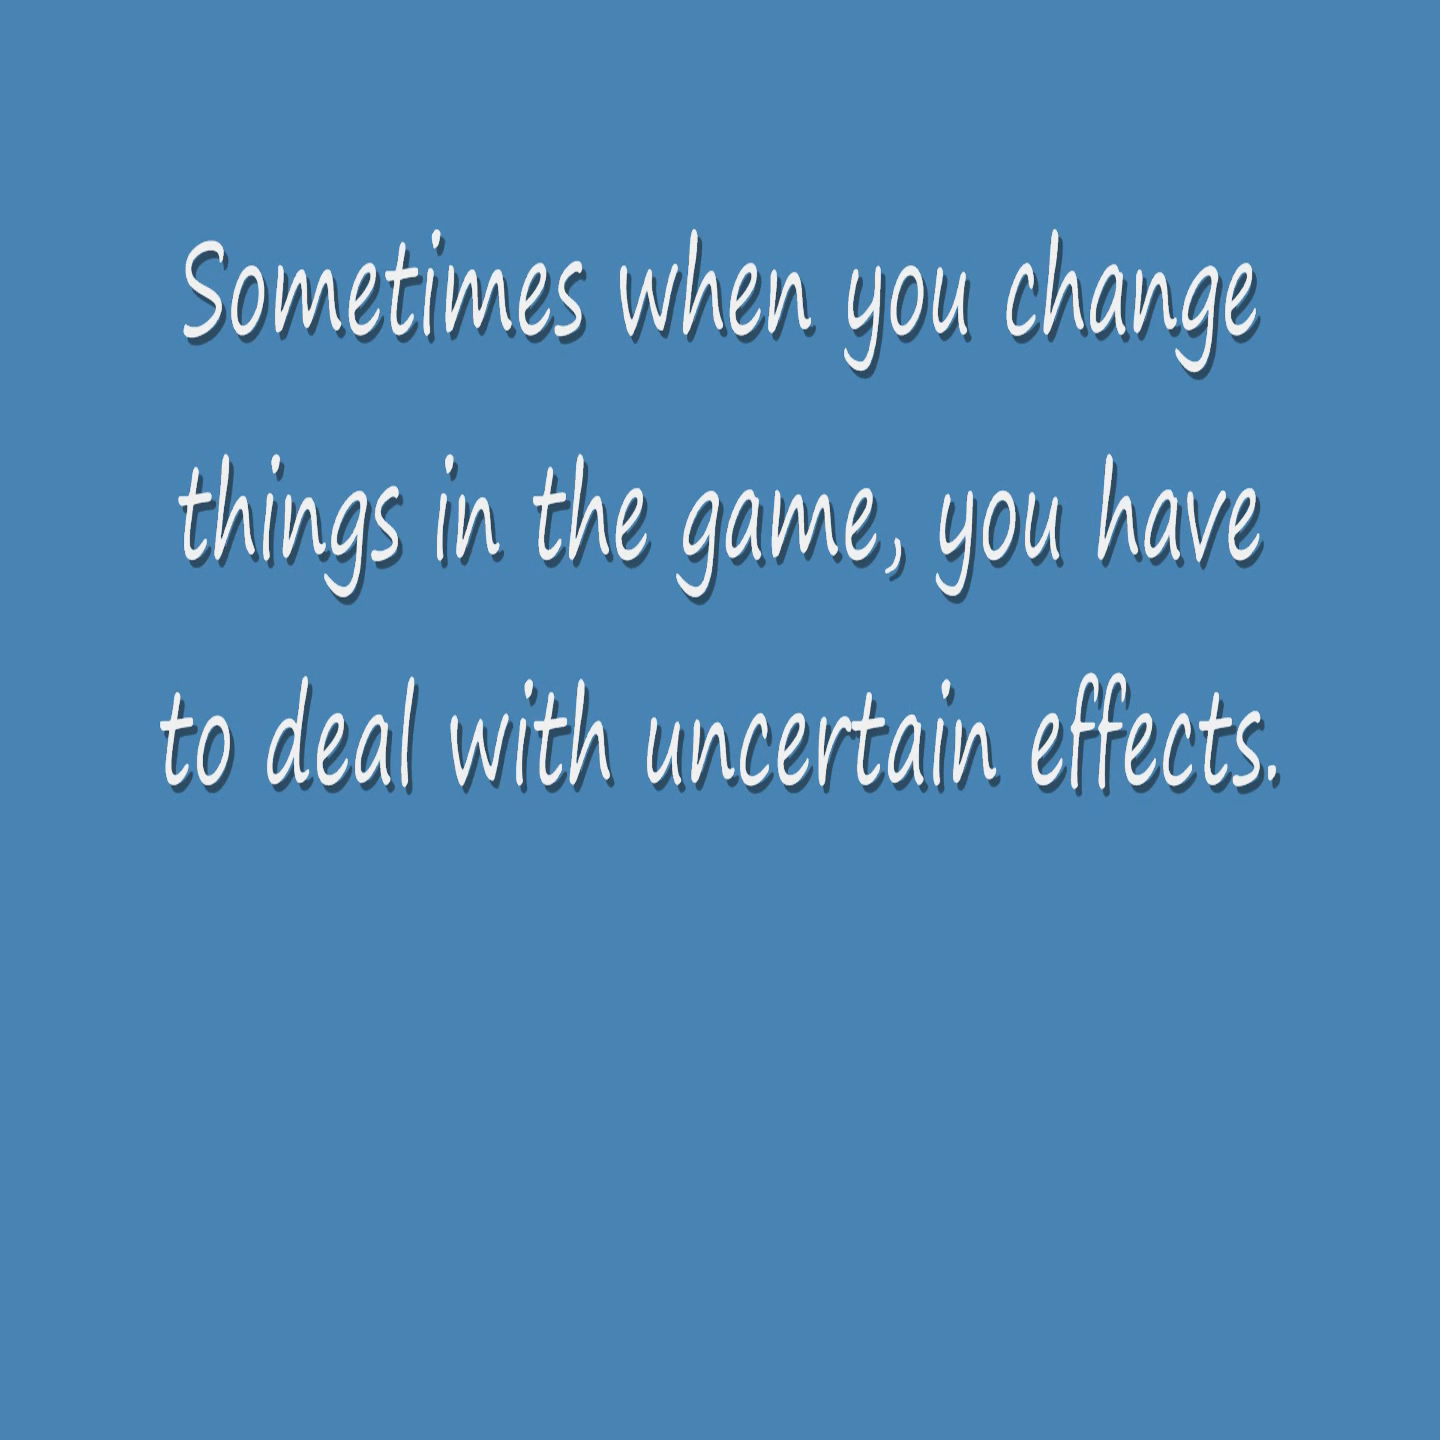 Sometimes when you change
things in the game, you have
to deal with uncertain effects.